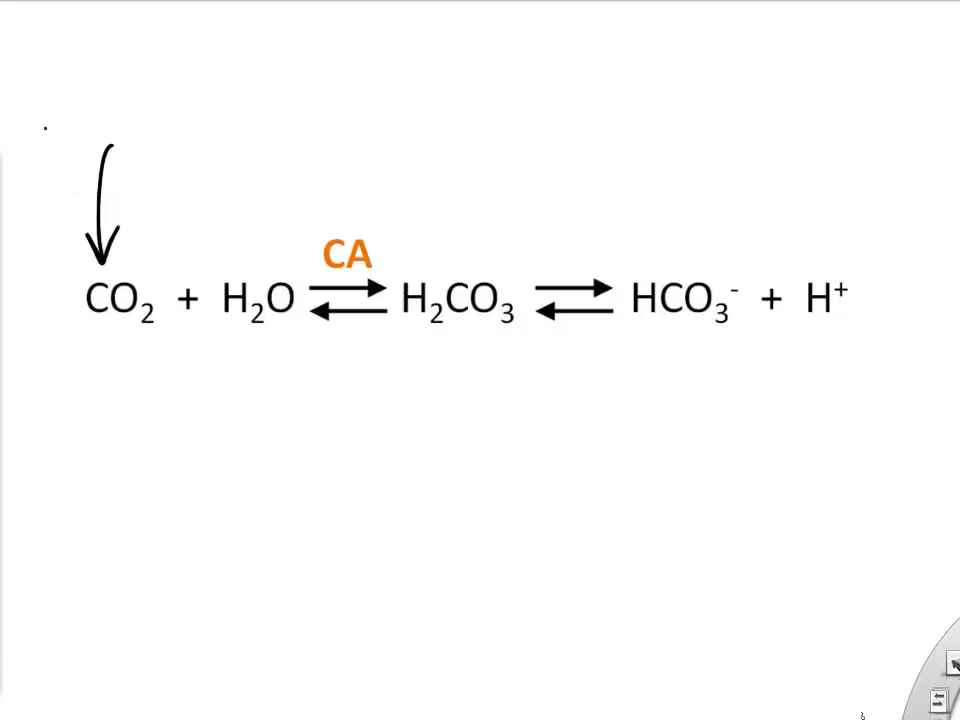 CA
CO₂ + H₂O ⇌ H₂CO₃ ⇌ HCO₃⁻ + H⁺